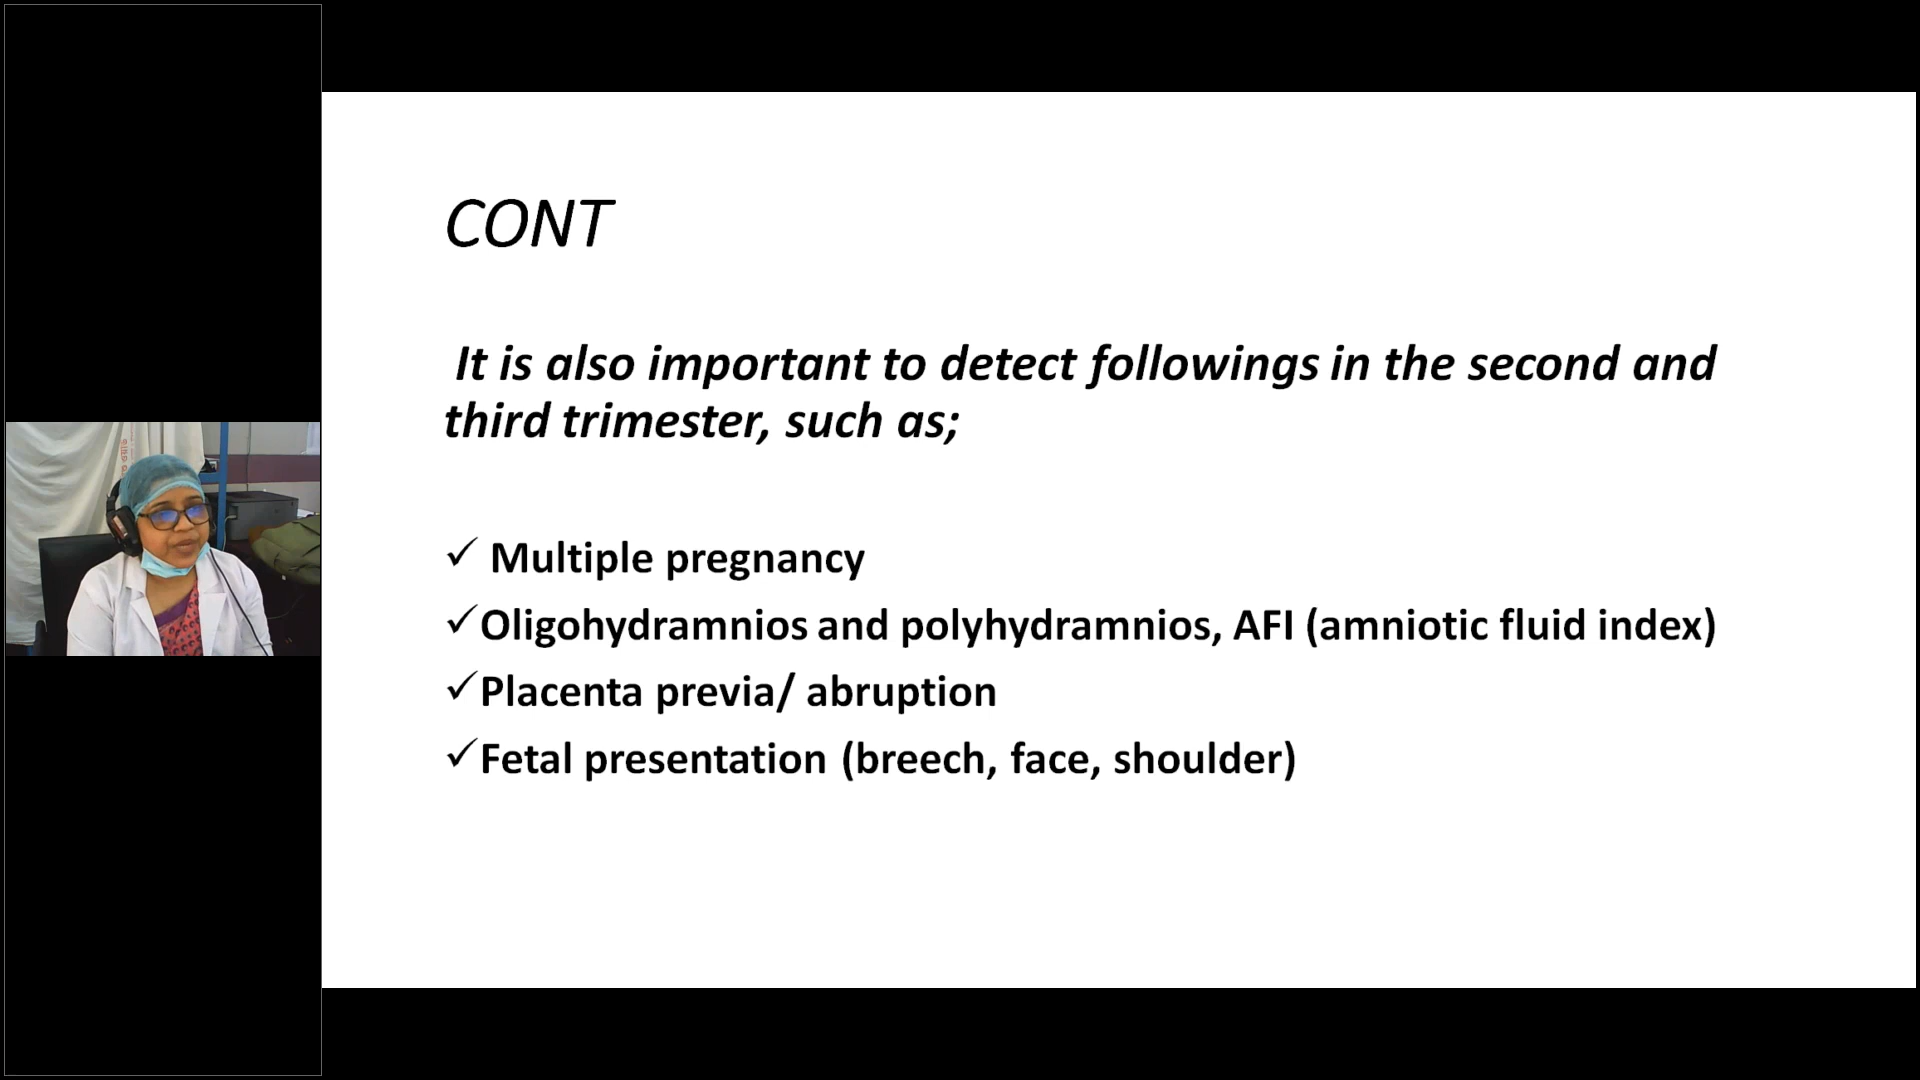 CONT
It is also important to detect followings in the second and
third trimester, such as;
✓ Multiple pregnancy
✓Oligohydramnios and polyhydramnios, AFI (amniotic fluid index)
✓Placenta previa/ abruption
✓Fetal presentation (breech, face, shoulder)